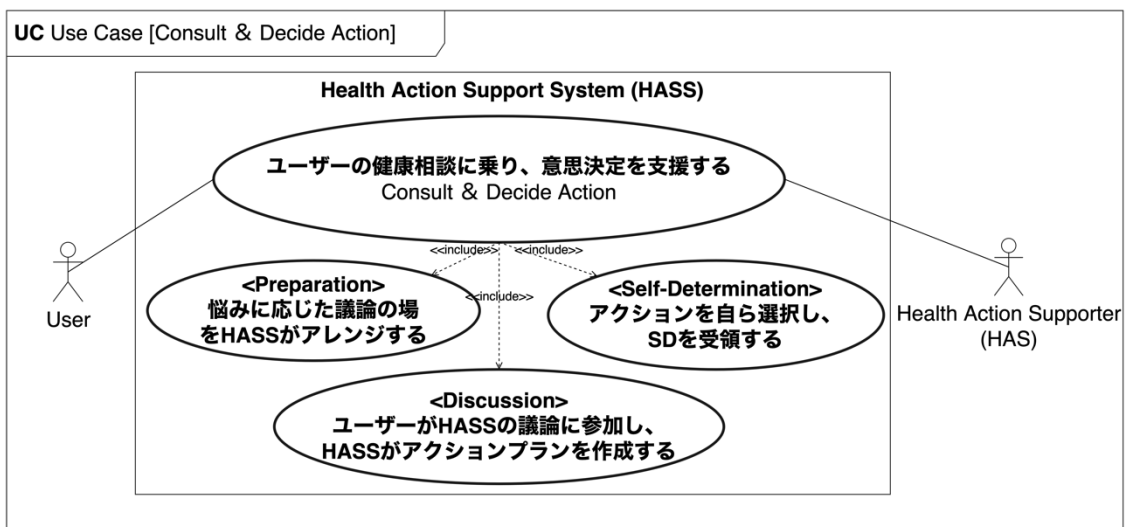 UC Use Case [Consult & Decide Action]
Health Action Support System (HASS)
ユーザーの健康相談に乗り、意思決定を支援する
Consult & Decide Action
<<include>>
<<include>>
<<include>>
<Preparation>
悩みに応じた議論の場
をHASSがアレンジする
<Self-Determination>
アクションを自ら選択し、
SDを受領する
<Discussion>
ユーザーがHASSの議論に参加し、
HASSがアクションプランを作成する
User
Health Action Supporter
(HAS)